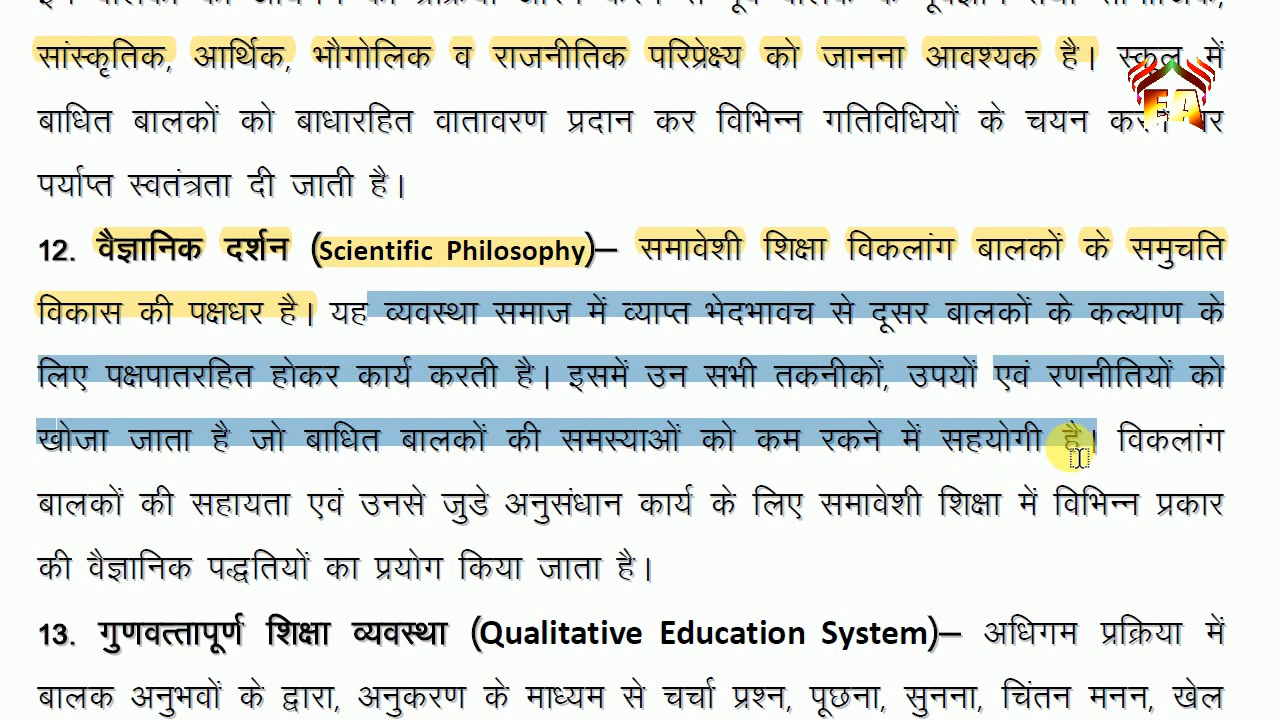 सांस्कृतिक, आर्थिक, भौगोलिक व राजनीतिक परिप्रेक्ष्य को जानना आवश्यक है। स्कूल में
बाधित बालकों को बाधारहित वातावरण प्रदान कर विभिन्न गतिविधियों के चयन
पर्याप्त स्वतंत्रता दी जाती है।
12. वैज्ञानिक दर्शन (Scientific Philosophy)– समावेशी शिक्षा विकलांग बालकों के समुचति
विकास की पक्षधर है। यह व्यवस्था समाज में व्याप्त भेदभावच से दूसर बालकों के कल्याण के
लिए पक्षपातरहित होकर कार्य करती है। इसमें उन सभी तकनीकों, उपयों एवं रणनीतियों को
खोजा जाता है जो बाधित बालकों की समस्याओं को कम रकने में सहयोगी है। विकलांग
बालकों की सहायता एवं उनसे जुडे अनुसंधान कार्य के लिए समावेशी शिक्षा में विभिन्न प्रकार
की वैज्ञानिक पद्धतियों का प्रयोग किया जाता है।
13. गुणवत्तापूर्ण शिक्षा व्यवस्था (Qualitative Education System)– अधिगम प्रक्रिया में
बालक अनुभवों के द्वारा, अनुकरण के माध्यम से चर्चा प्रश्न, पूछना, सुनना, चिंतन मनन, खेल
EA